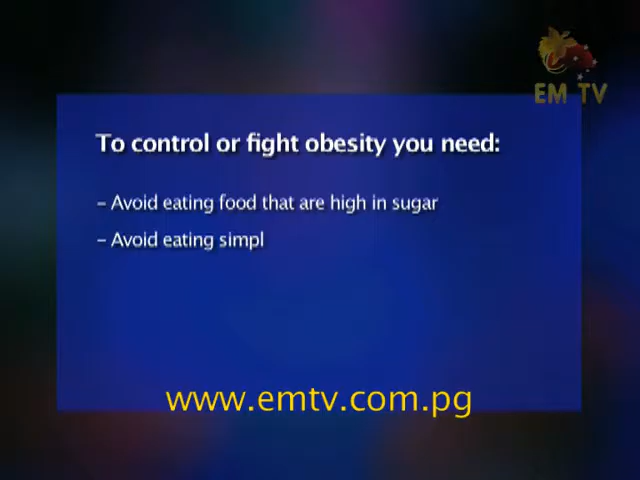 EM TV
To control or fight obesity you need:
– Avoid eating food that are high in sugar
– Avoid eating simpl
www.emtv.com.pg